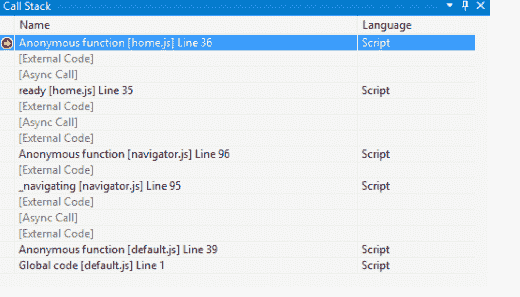 Call Stack
Name Language
Anonymous function [home.js] Line 36 Script
[External Code]
[Async Call]
ready [home.js] Line 35 Script
[External Code]
[Async Call]
[External Code]
Anonymous function [navigator.js] Line 96 Script
[External Code]
_navigating [navigator.js] Line 95 Script
[External Code]
[Async Call]
[External Code]
Anonymous function [default.js] Line 39 Script
Global code [default.js] Line 1 Script